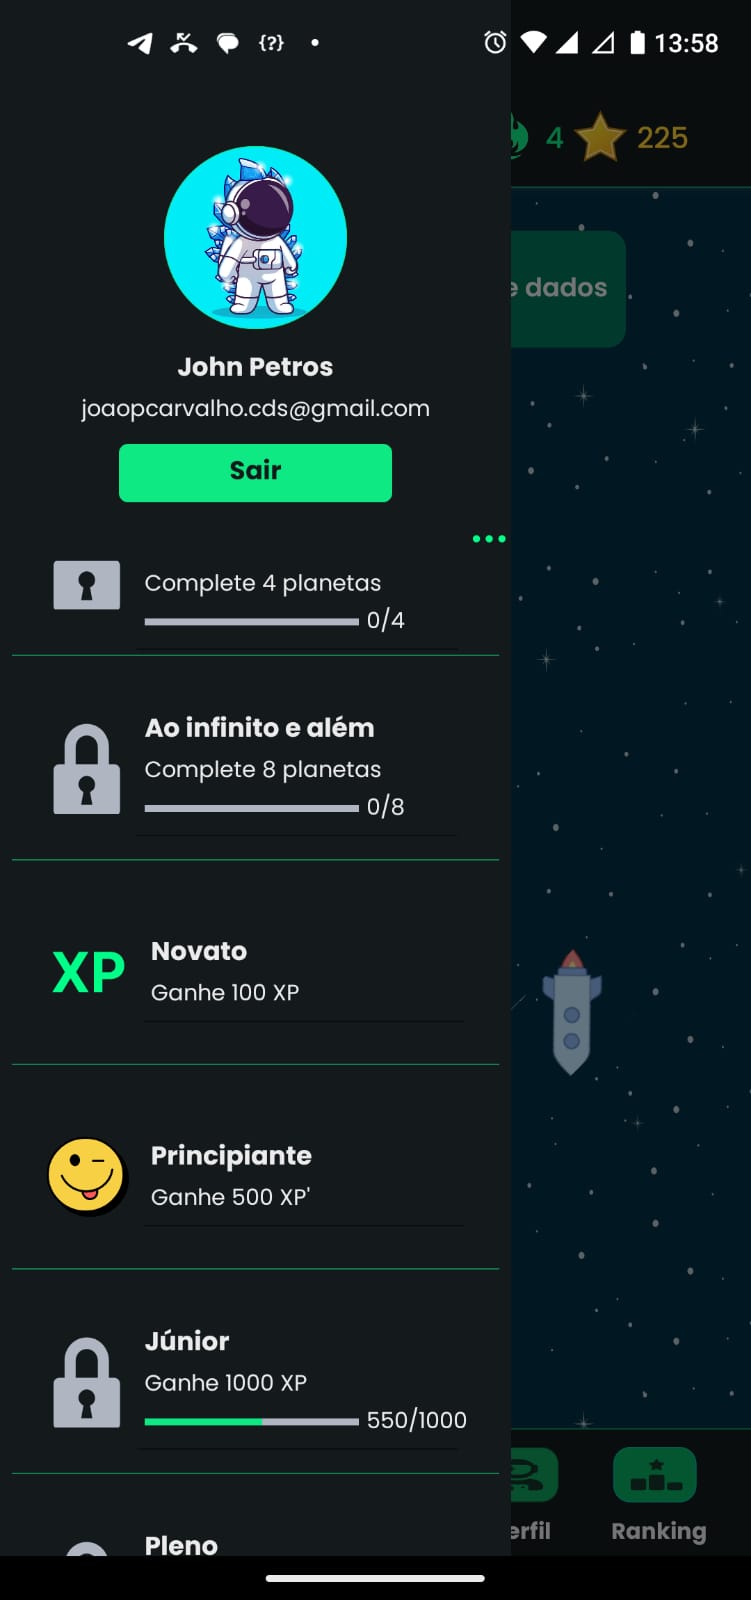 {?}
13:58
4
225
e dados
John Petros
joaopcarvalho.cds@gmail.com
Sair
Complete 4 planetas
0/4
Ao infinito e além
Complete 8 planetas
0/8
XP
Novato
Ganhe 100 XP
Principiante
Ganhe 500 XP'
Júnior
Ganhe 1000 XP
550/1000
Pleno
erfil
Ranking